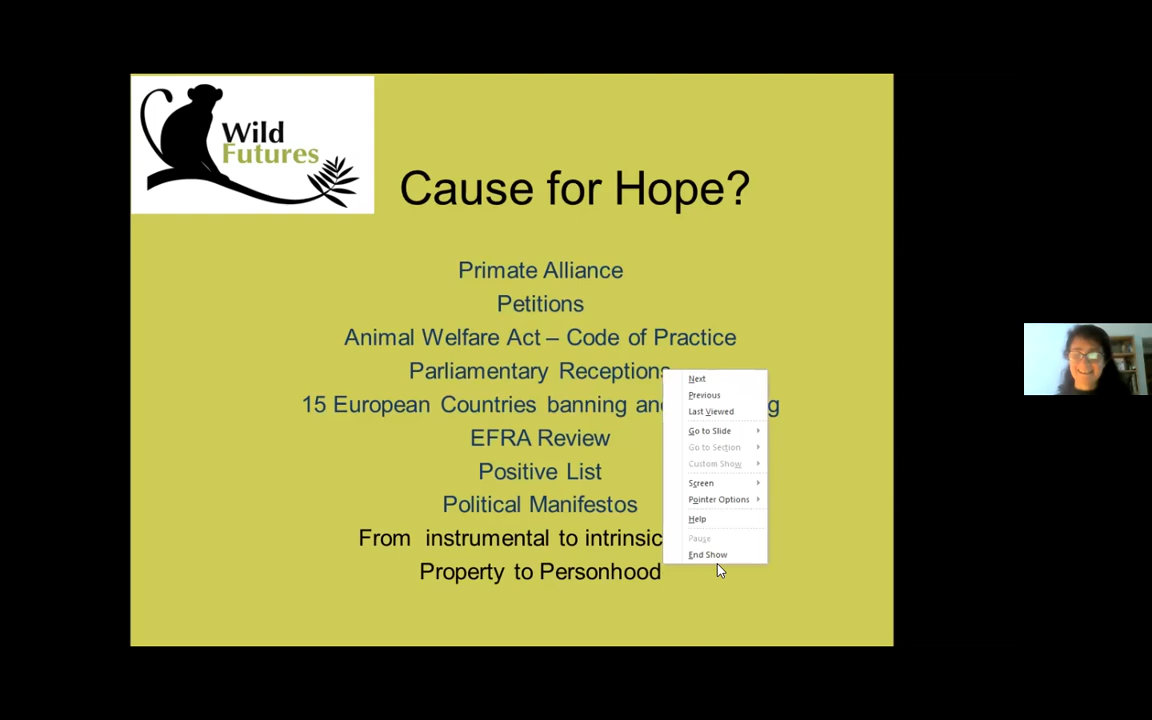 Wild
Futures
Cause for Hope?
Primate Alliance
Petitions
Animal Welfare Act – Code of Practice
Parliamentary Receptions
15 European Countries banning and g
EFRA Review
Positive List
Political Manifestos
From instrumental to intrinsic
Property to Personhood
Next
Previous
Last Viewed
Go to Slide
Go to Section
Custom Show
Screen
Pointer Options
Help
Pause
End Show